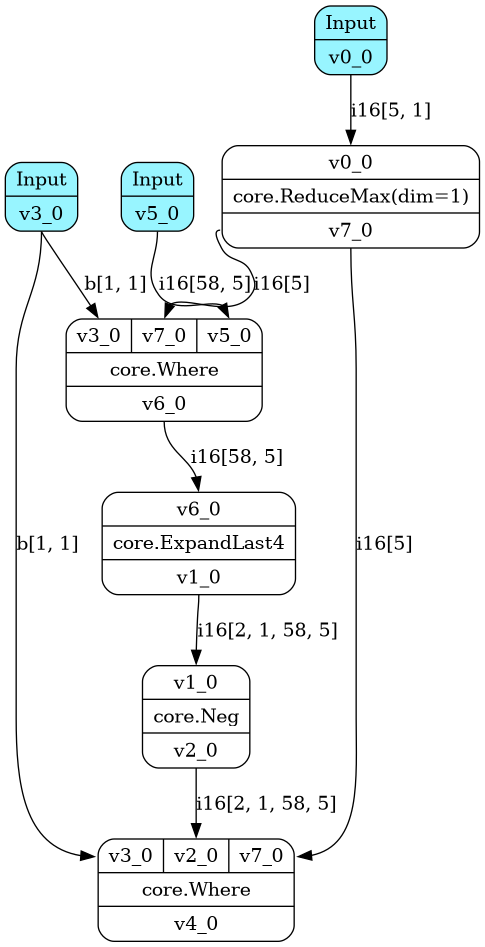 Input
v0_0
i16[5, 1]
v0_0
core.ReduceMax(dim=1)
v7_0
Input
v3_0
Input
v5_0
b[1, 1]
i16[58, 5]
i16[5]
v3_0 v7_0 v5_0
core.Where
v6_0
i16[58, 5]
v6_0
core.ExpandLast4
v1_0
b[1, 1]
i16[5]
i16[2, 1, 58, 5]
v1_0
core.Neg
v2_0
i16[2, 1, 58, 5]
v3_0 v2_0 v7_0
core.Where
v4_0